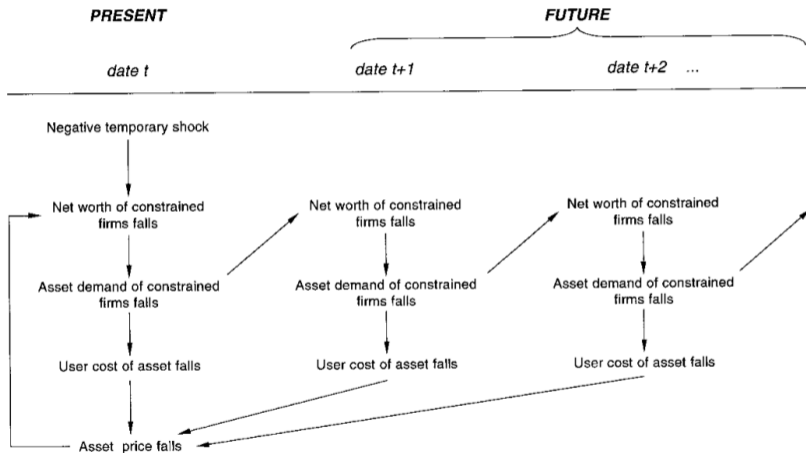 PRESENT
FUTURE
date t
date t+1
date t+2 ...
Negative temporary shock
Net worth of constrained
firms falls
Net worth of constrained
firms falls
Net worth of constrained
firms falls
Asset demand of constrained
firms falls
Asset demand of constrained
firms falls
Asset demand of constrained
firms falls
User cost of asset falls
User cost of asset falls
User cost of asset falls
Asset price falls